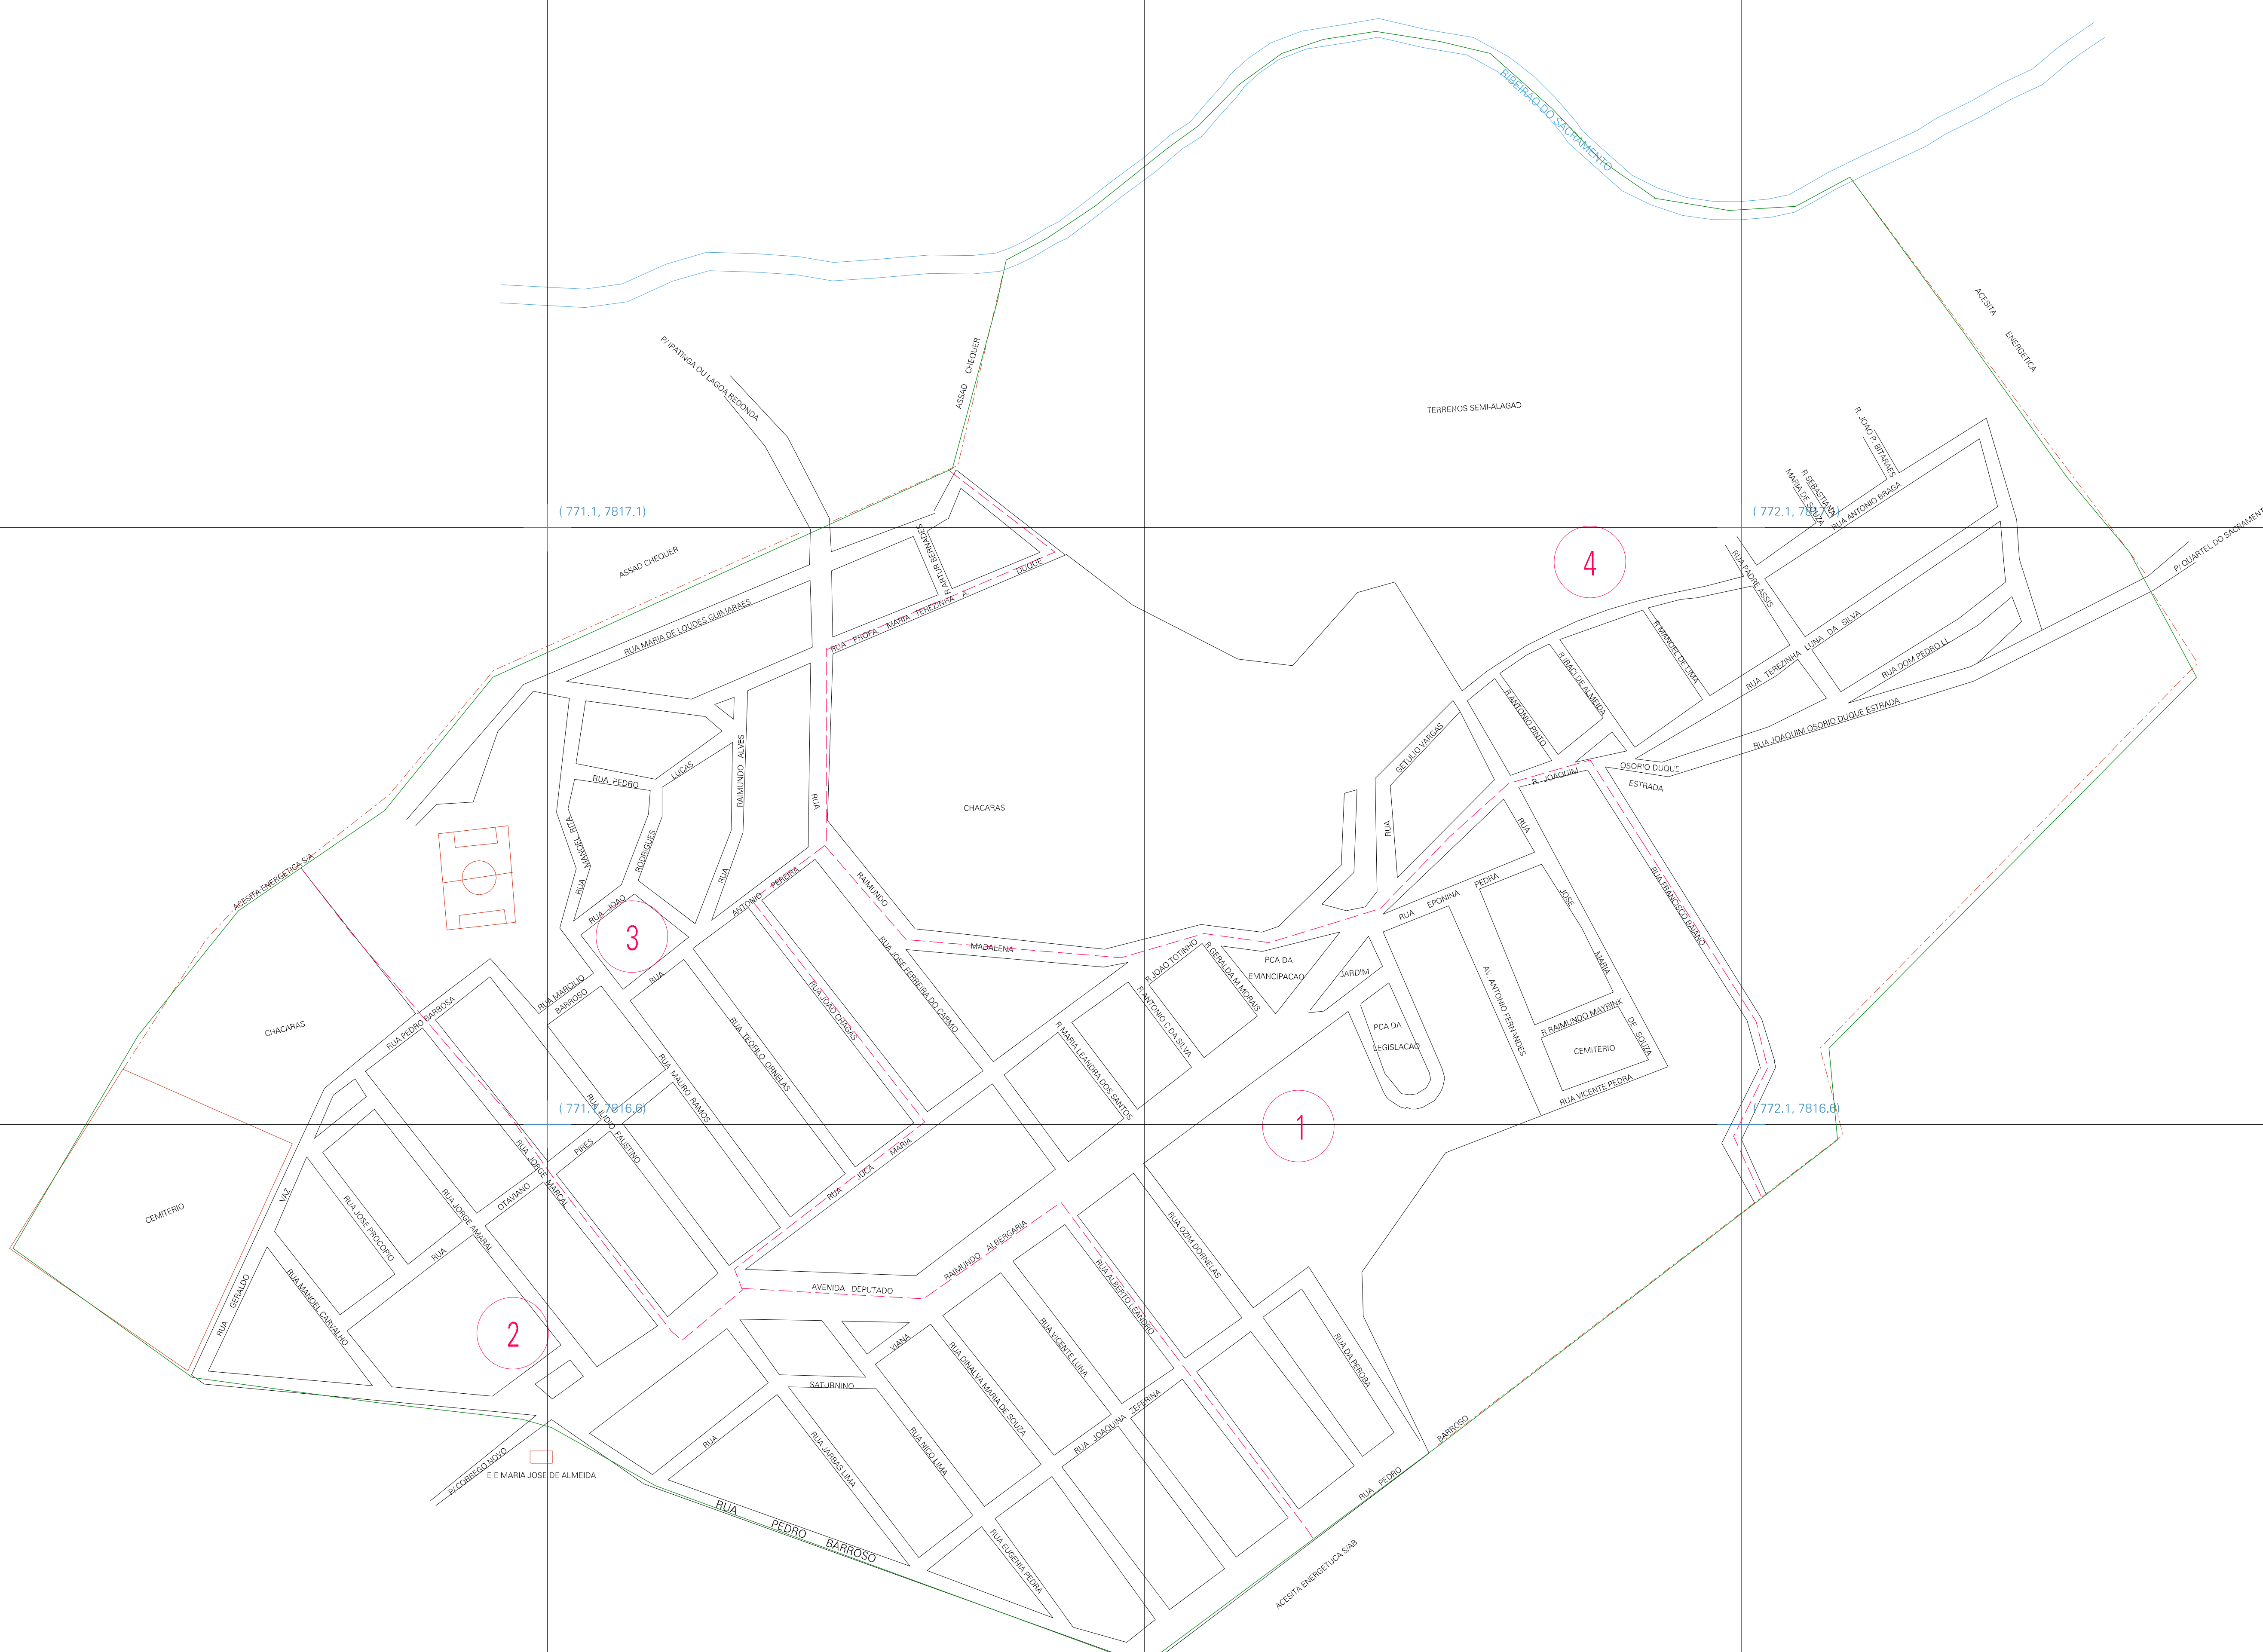 RIBEIRAO DO SACRAMENTO
ACESITA ENERGETICA
P/ IPATINGA OU LAGOA REDONDA
ASSAD CHEQUER
TERRENOS SEMI-ALAGAD
R. JOAO P. BITARAES
R SEBASTIANA
MARIA DE SOUZA
RUA ANTONIO BRAGA
( 771.1, 7817.1)
( 772.1, 7817.1)
P/ QUARTEL DO SACRAMENT
ASSAD CHEQUER
R ARTUR BERNADES
4
RUA PADRE ASSIS
RUA PROFA MARIA TEREZINHA A. DUQUE
RUA MARIA DE LOUDES GUIMARAES
R MANOEL DE LIMA
R IRACI DE ALMEIDA
RUA TEREZINHA LUNA DA SILVA
RUA DOM PEDRO LL
R ANTONIO PINTO
RUA JOAQUIM OSORIO DUQUE ESTRADA
RUA GETULIO VARGAS
R. JOAQUIM OSORIO DUQUE
ESTRADA
RUA PEDRO LUCAS
RUA RAIMUNDO ALVES
RUA MANOEL RITA
RUA JOAO RODRIGUES
CHACARAS
RUA RAIMUNDO MADALENA
RUA ANTONIO PEREIRA
ACESITA ENERGETICA S/A
RUA EPONINA PEDRA
RUA JOSE MARIA DE SOUZA
RUA FRANCISCO BAIANO
3
RUA MARCILIO
BARROSO
RUA
RUA JOSE FERREIRA DO CARMO
RUA JOAO CHAGAS
R JOAO TOTINHO
R GERALDA M MORAIS
PCA DA
EMANCIPACAO
JARDIM
AV. ANTONIO FERNANDES
R ANTONIO C DA SILVA
RUA PEDRO BARBOSA
CHACARAS
RUA TEOFILO ORNELAS
R MARIA LEANDRA DOS SANTOS
PCA DA
LEGISLACAO
R RAIMUNDO MAYRINK
CEMITERIO
RUA VICENTE PEDRA
RUA MAURO RAMOS
RUA ILIDIO FAUSTINO
( 771.1, 7816.6)
( 772.1, 7816.6)
1
RUA JUCA MARIA
RUA JORGE MARCAL
RUA OTAVIANO PIRES
RUA JORGE AMARAL
RUA JOSE PROCOPIO
CEMITERIO
RUA GERALDO VAZ
RUA MANOEL CARVALHO
2
AVENIDA DEPUTADO RAIMUNDO ALBERGARIA
RUA OZIM DORNELAS
RUA ALBERTO LEANDRO
RUA VICENTE LUNA
RUA DINALVA MARIA DE SOUZA
RUA SATURNINO VIANA
RUA DA PEROBA
RUA JOAQUINA ZEFERINA
RUA NICO LIMA
RUA JARBAS LIMA
P/ CORREGO NOVO
E E MARIA JOSE DE ALMEIDA
RUA PEDRO BARROSO
RUA PEDRO BARROSO
RUA EUGENIA PEDRA
ACESITA ENERGETUCA S/AB